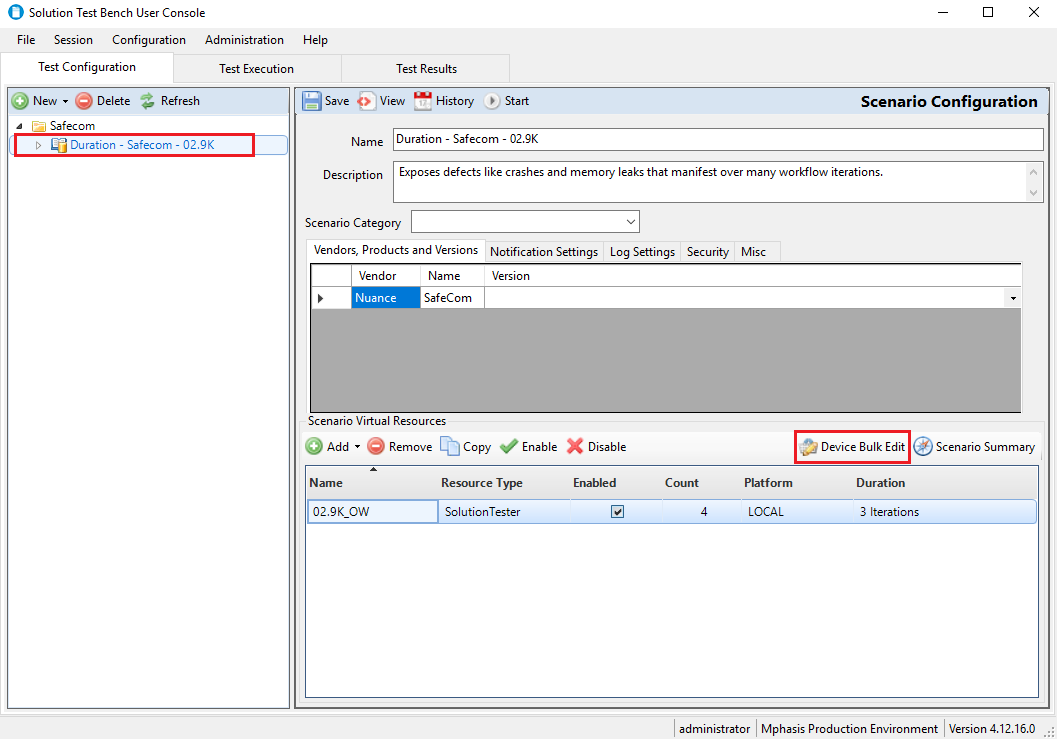 Solution Test Bench User Console
File Session Configuration Administration Help
Test Configuration Test Execution Test Results
New Delete Refresh
Safecom
Duration - Safecom - 02.9K
Save View History Start Scenario Configuration
Name Duration - Safecom - 02.9K
Description Exposes defects like crashes and memory leaks that manifest over many workflow iterations.
Scenario Category
Vendors, Products and Versions Notification Settings Log Settings Security Misc
Vendor Name Version
Nuance SafeCom
Scenario Virtual Resources
Add Remove Copy Enable Disable Device Bulk Edit Scenario Summary
Name Resource Type Enabled Count Platform Duration
02.9K_OW SolutionTester 4 LOCAL 3 Iterations
administrator Mphasis Production Environment Version 4.12.16.0